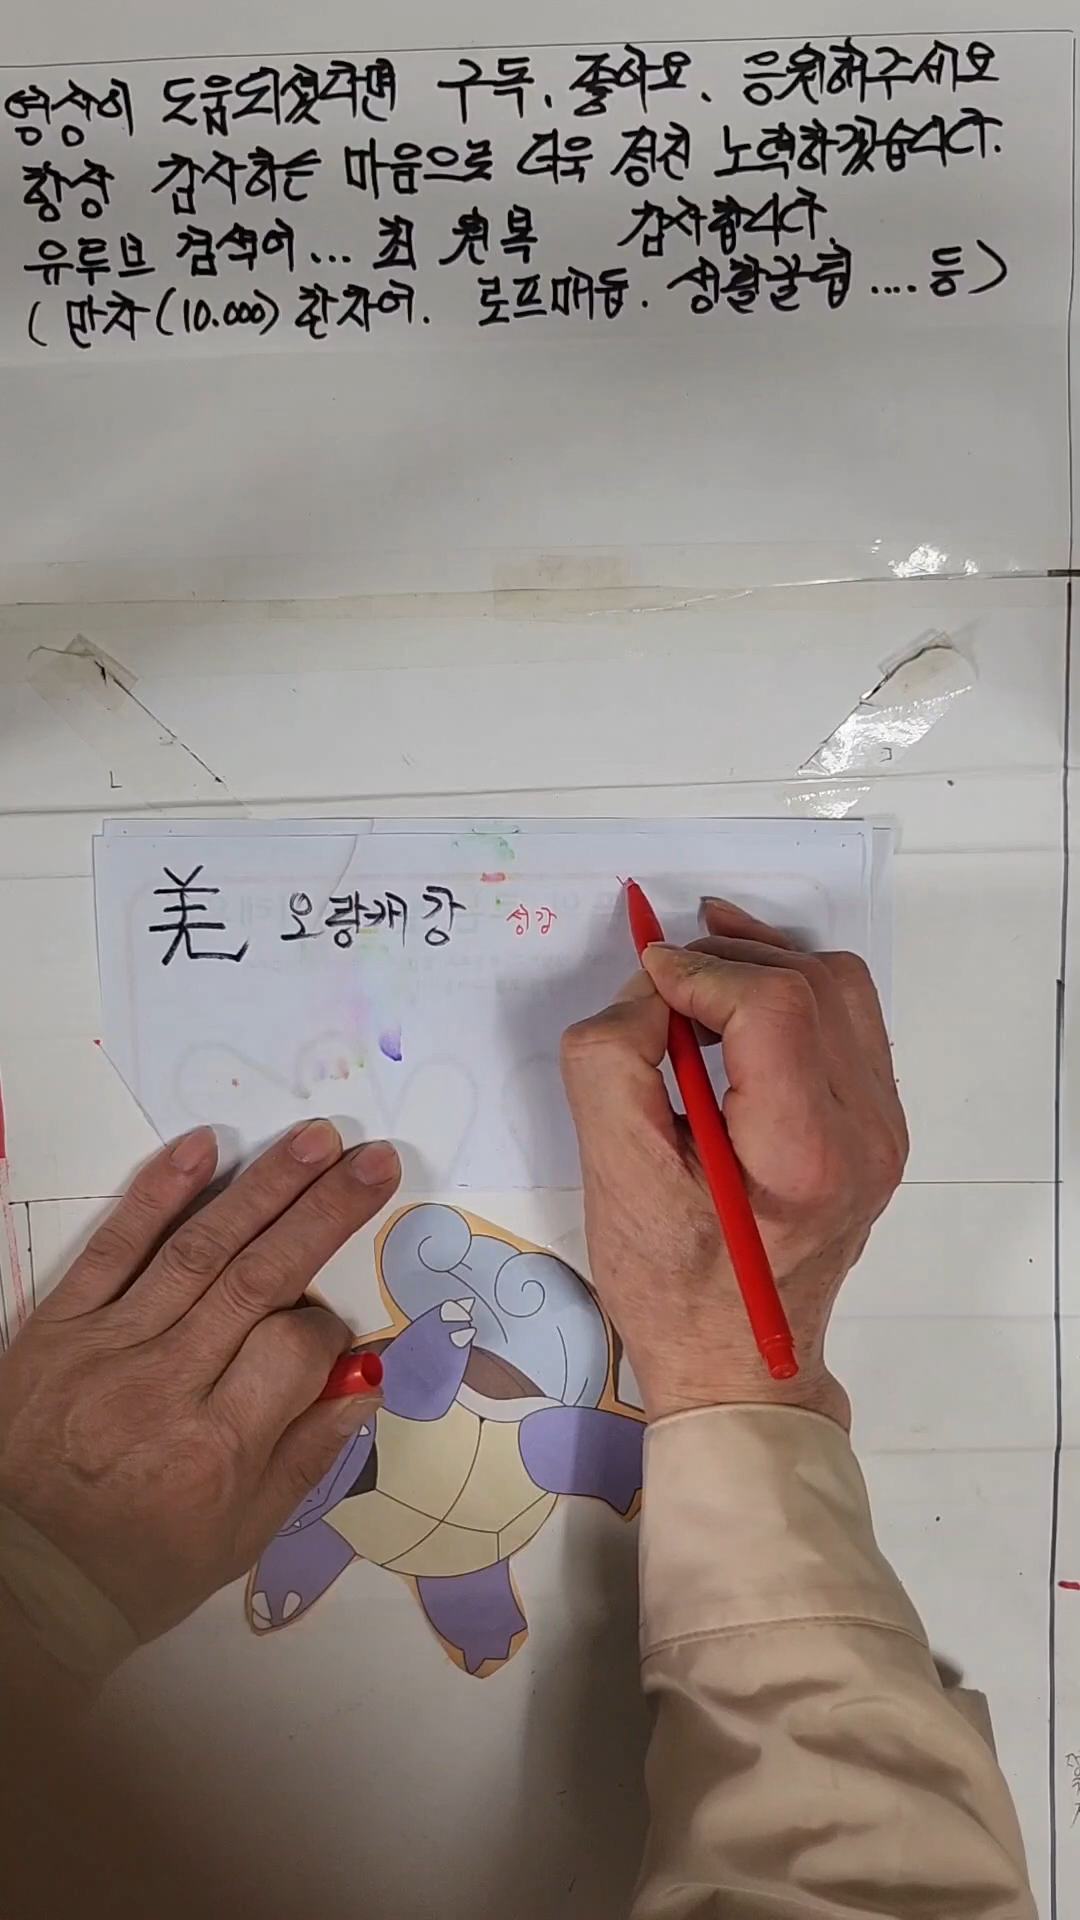 영상이 도움되셨다면 구독, 좋아요, 응원해주세요
항상 감사하는 마음으로 더욱 정진 노력하겠습니다.
유루브 검색어... 최 원복 감사합니다.
(만자(10.000) 한자어. 로프매듭. 생활꿀팁 .... 등)
羌 오랑캐 강 성강